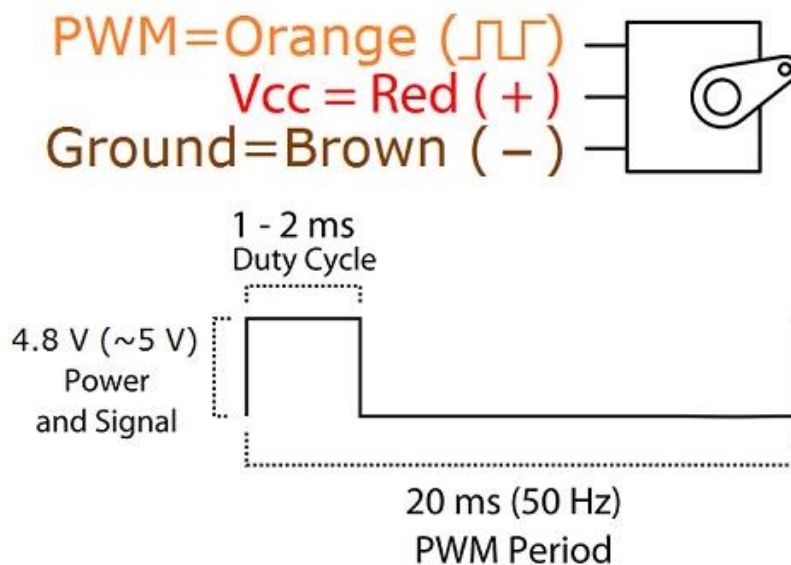 PWM=Orange (⎍⎍)
Vcc = Red ( + )
Ground=Brown ( − )
1 - 2 ms
Duty Cycle
4.8 V (~5 V)
Power
and Signal
20 ms (50 Hz)
PWM Period